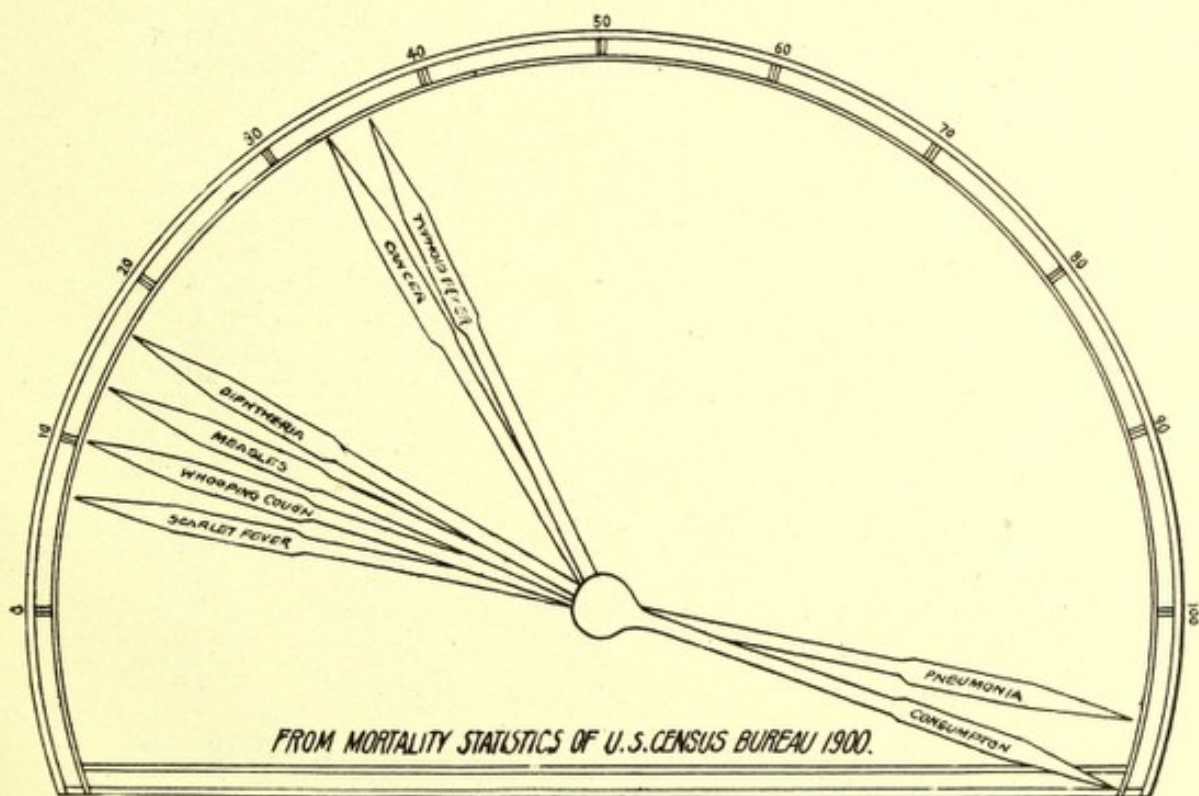 50
40
60
30
70
20
80
10
90
0
100
TYPHOID FEVER
CANCER
DIPHTHERIA
MEASLES
WHOOPING COUGH
SCARLET FEVER
PNEUMONIA
CONSUMPTON
FROM MORTALITY STATISTICS OF U.S. CENSUS BUREAU 1900.